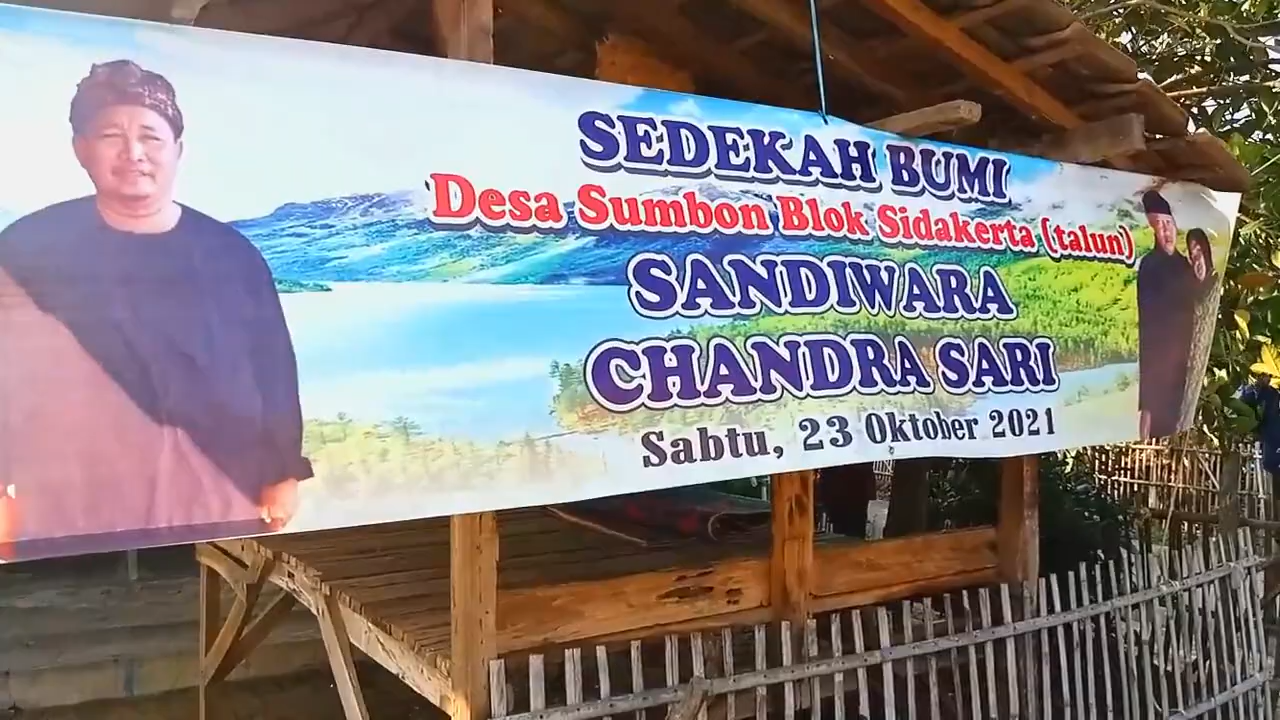 SEDEKAH BUMI
Desa Sumbon Blok Sidakerta (talun)
SANDIWARA
CHANDRA SARI
Sabtu, 23 Oktober 2021